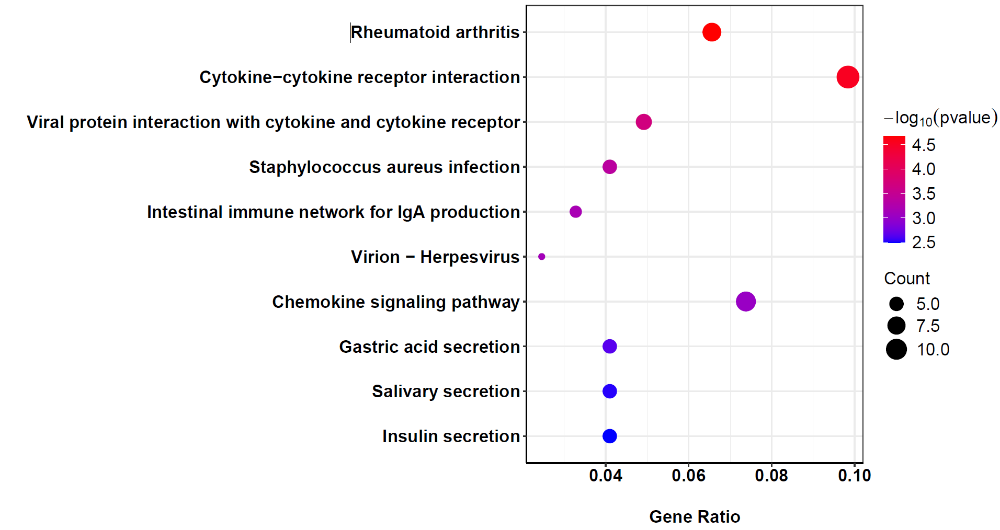 Rheumatoid arthritis
Cytokine−cytokine receptor interaction
Viral protein interaction with cytokine and cytokine receptor
Staphylococcus aureus infection
Intestinal immune network for IgA production
Virion − Herpesvirus
Chemokine signaling pathway
Gastric acid secretion
Salivary secretion
Insulin secretion
0.04 0.06 0.08 0.10
Gene Ratio
−log₁₀(pvalue)
4.5
4.0
3.5
3.0
2.5
Count
5.0
7.5
10.0